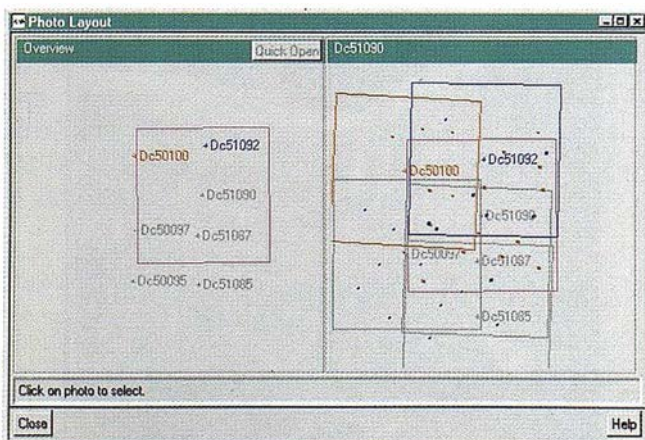 Photo Layout
Overview
Quick Open
Dc51090
Dc50100
Dc51092
Dc51090
Dc50097
Dc51087
Dc50095
Dc51085
Dc51092
Dc50100
Dc51090
Dc50097
Dc51087
Dc51085
Click on photo to select.
Close
Help